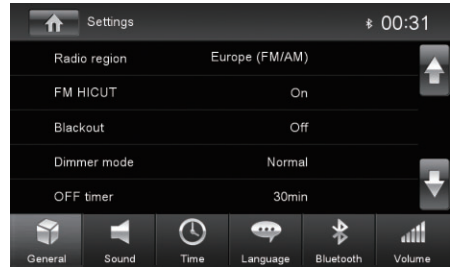 Settings 00:31
Radio region Europe (FM/AM)
FM HICUT On
Blackout Off
Dimmer mode Normal
OFF timer 30min
General Sound Time Language Bluetooth Volume